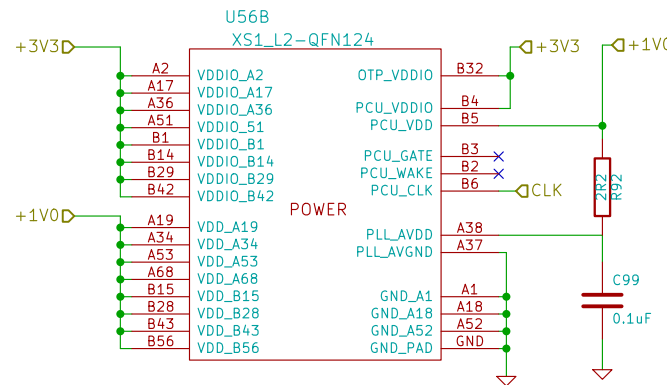 U56B
XS1_L2-QFN124
+3V3
+3V3
+1V0
A2 VDDIO_A2
A17 VDDIO_A17
A36 VDDIO_A36
A51 VDDIO_51
B1 VDDIO_B1
B14 VDDIO_B14
B29 VDDIO_B29
B42 VDDIO_B42
OTP_VDDIO B32
PCU_VDDIO B4
PCU_VDD B5
PCU_GATE B3
PCU_WAKE B2
PCU_CLK B6 CLK
2R2
R92
POWER
+1V0
A19 VDD_A19
A34 VDD_A34
A53 VDD_A53
A68 VDD_A68
B15 VDD_B15
B28 VDD_B28
B43 VDD_B43
B56 VDD_B56
PLL_AVDD A38
PLL_AVGND A37
GND_A1 A1
GND_A18 A18
GND_A52 A52
GND_PAD GND
C99
0.1uF